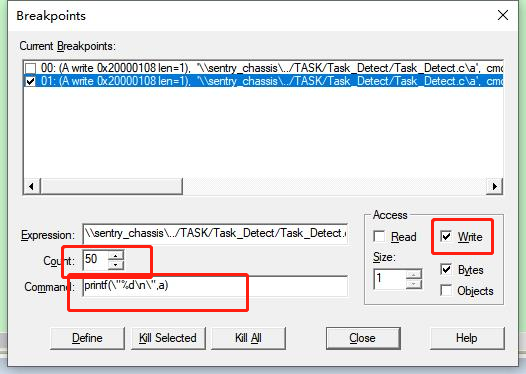 Breakpoints
Current Breakpoints:
00: (A write 0x20000108 len=1), '\\sentry_chassis\../TASK/Task_Detect/Task_Detect.c\a', cmd
01: (A write 0x20000108 len=1), '\\sentry_chassis\../TASK/Task_Detect/Task_Detect.c\a', cmd
Expression: \\sentry_chassis\../TASK/Task_Detect/Task_Detect.
Count: 50
Command: printf(\"%d\n\",a)
Access
Read
Write
Size:
1
Bytes
Objects
Define
Kill Selected
Kill All
Close
Help